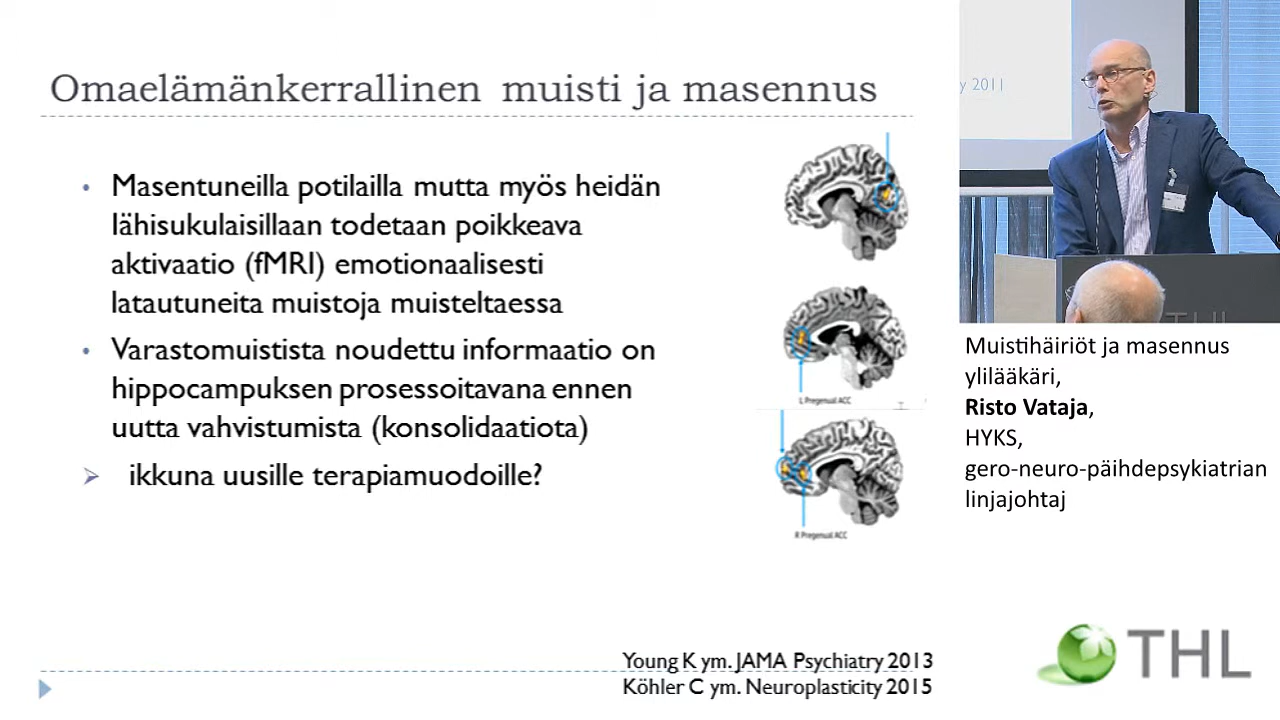 Omaelämänkerrallinen muisti ja masennus
• Masentuneilla potilailla mutta myös heidän
lähisukulaisillaan todetaan poikkeava
aktivaatio (fMRI) emotionaalisesti
latautuneita muistoja muisteltaessa
• Varastomuistista noudettu informaatio on
hippocampuksen prosessoitavana ennen
uutta vahvistumista (konsolidaatiota)
➢ ikkuna uusille terapiamuodoille?
L Pregenual ACC
R Pregenual ACC
Young K ym. JAMA Psychiatry 2013
Köhler C ym. Neuroplasticity 2015
y 2011
THL
Muistihäiriöt ja masennus
ylilääkäri,
Risto Vataja,
HYKS,
gero-neuro-päihdepsykiatrian
linjajohtaj
THL